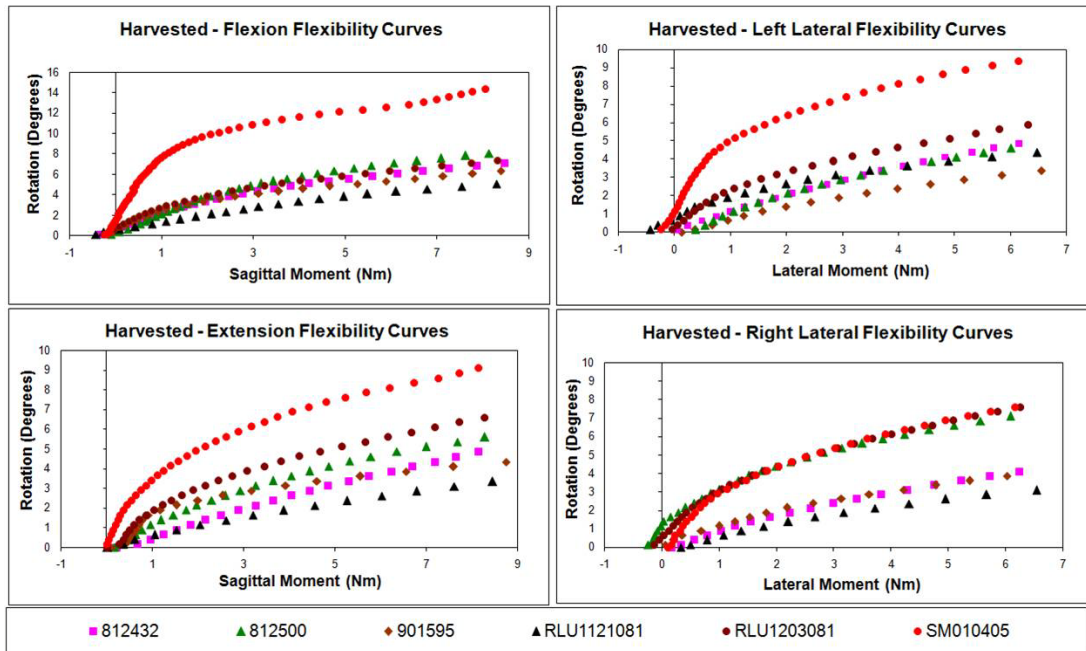 Harvested - Flexion Flexibility Curves
Rotation (Degrees)
16
14
12
10
8
6
4
2
0
-1 1 3 5 7 9
Sagittal Moment (Nm)
Harvested - Left Lateral Flexibility Curves
Rotation (Degrees)
10
9
8
7
6
5
4
3
2
1
0
-1 0 1 2 3 4 5 6 7
Lateral Moment (Nm)
Harvested - Extension Flexibility Curves
Rotation (Degrees)
10
9
8
7
6
5
4
3
2
1
0
-1 1 3 5 7 9
Sagittal Moment (Nm)
Harvested - Right Lateral Flexibility Curves
Rotation (Degrees)
10
9
8
7
6
5
4
3
2
1
0
-1 0 1 2 3 4 5 6 7
Lateral Moment (Nm)
812432 812500 901595 RLU1121081 RLU1203081 SM010405